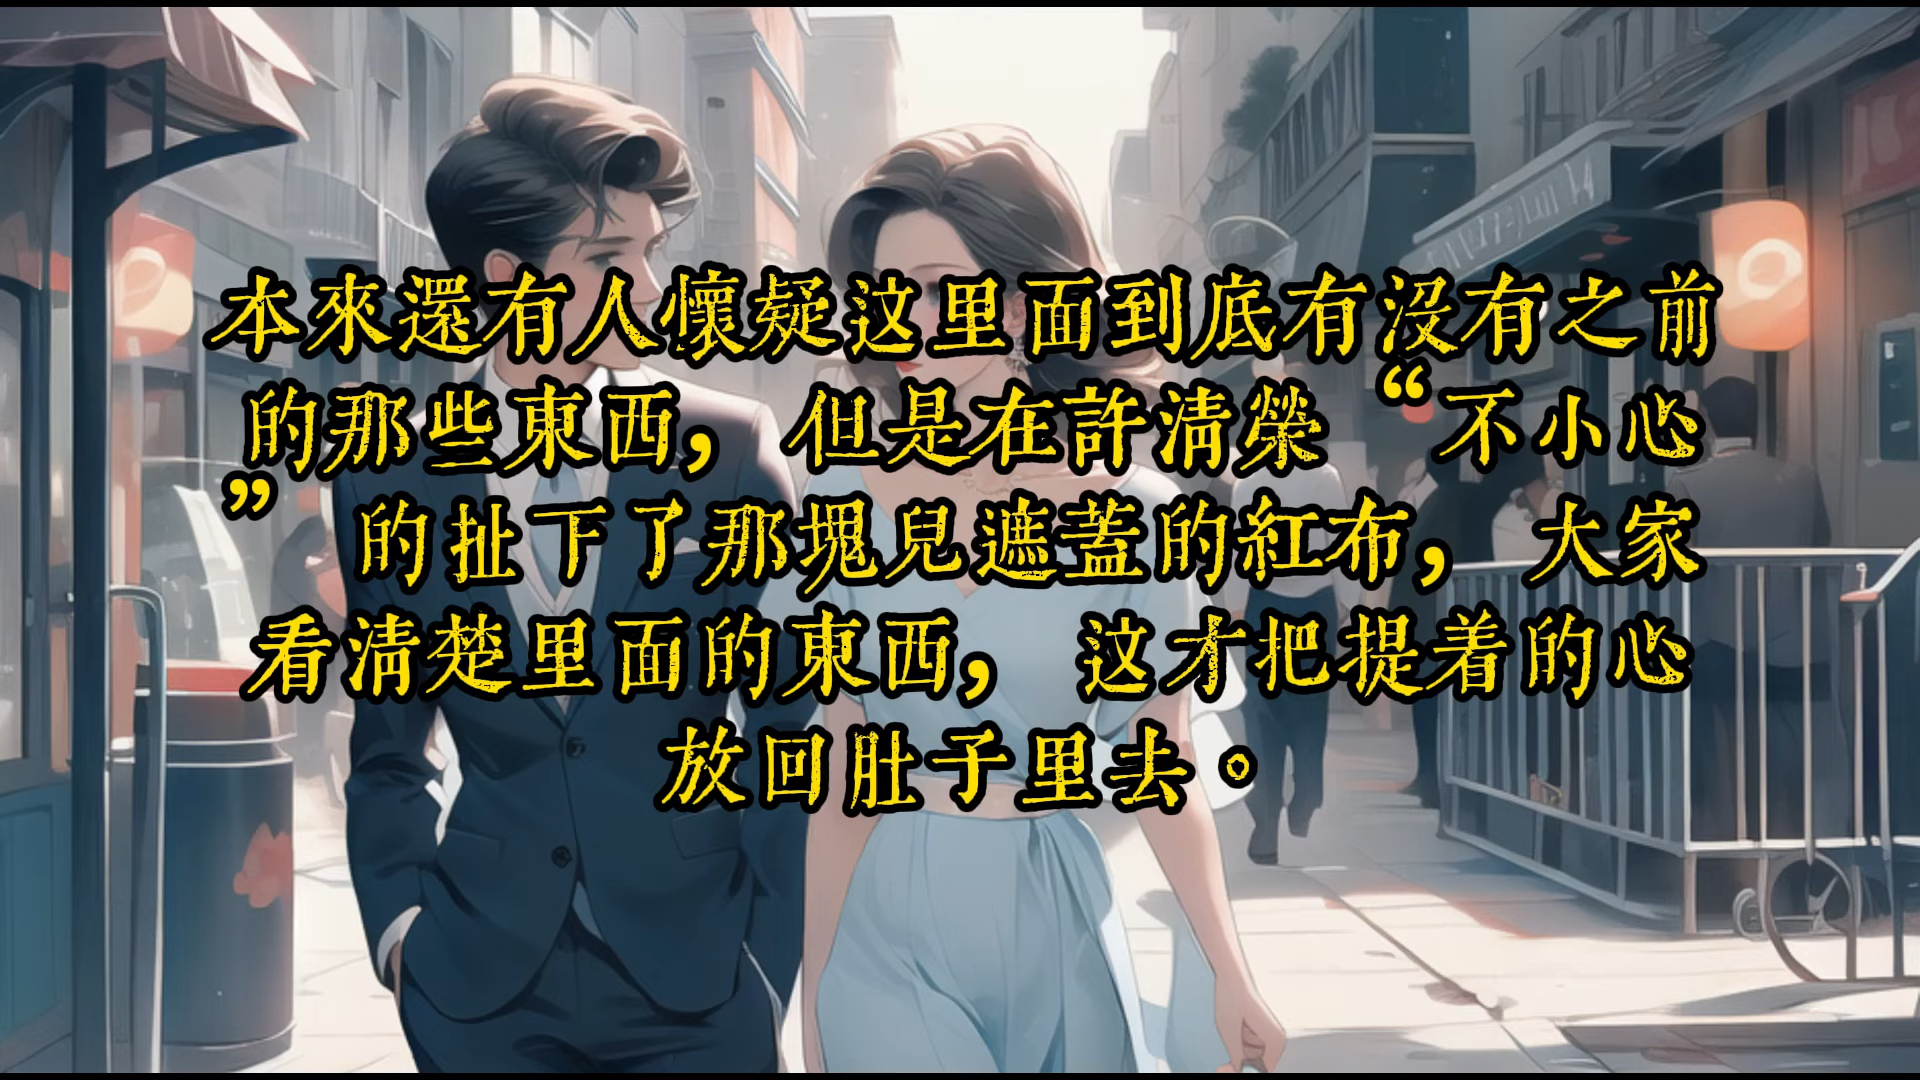 本來還有人懷疑这里面到底有沒有之前
的那些東西，但是在許清榮“不小心
”的扯下了那塊兒遮蓋的紅布，大家
看清楚里面的東西，这才把提着的心
放回肚子里去。